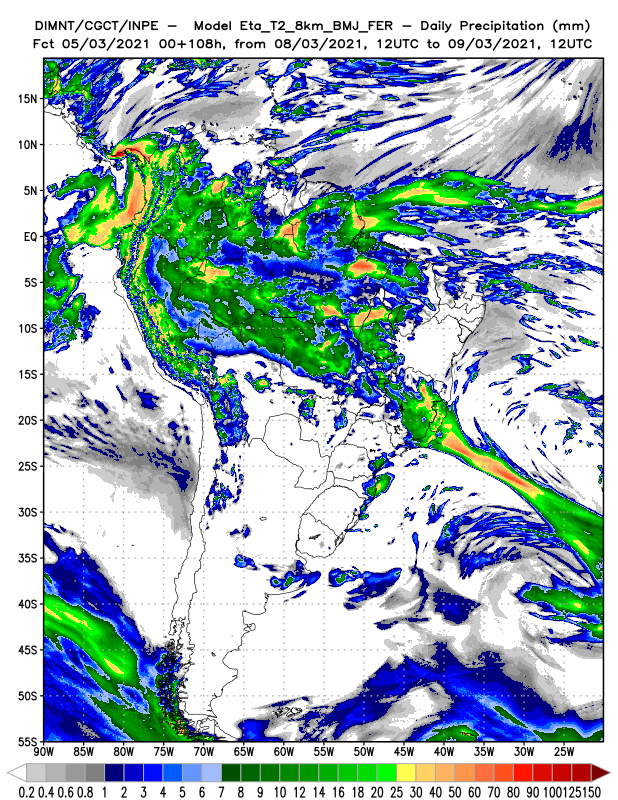 DIMNT/CGCT/INPE − Model Eta_T2_8km_BMJ_FER − Daily Precipitation (mm)
Fct 05/03/2021 00+108h, from 08/03/2021, 12UTC to 09/03/2021, 12UTC
15N
10N
5N
EQ
5S
10S
15S
20S
25S
30S
35S
40S
45S
50S
55S
90W 85W 80W 75W 70W 65W 60W 55W 50W 45W 40W 35W 30W 25W
0.2 0.4 0.6 0.8 1 2 3 4 5 6 7 8 9 10 15 20 25 30 40 50 60 70 80 90 100 125 150